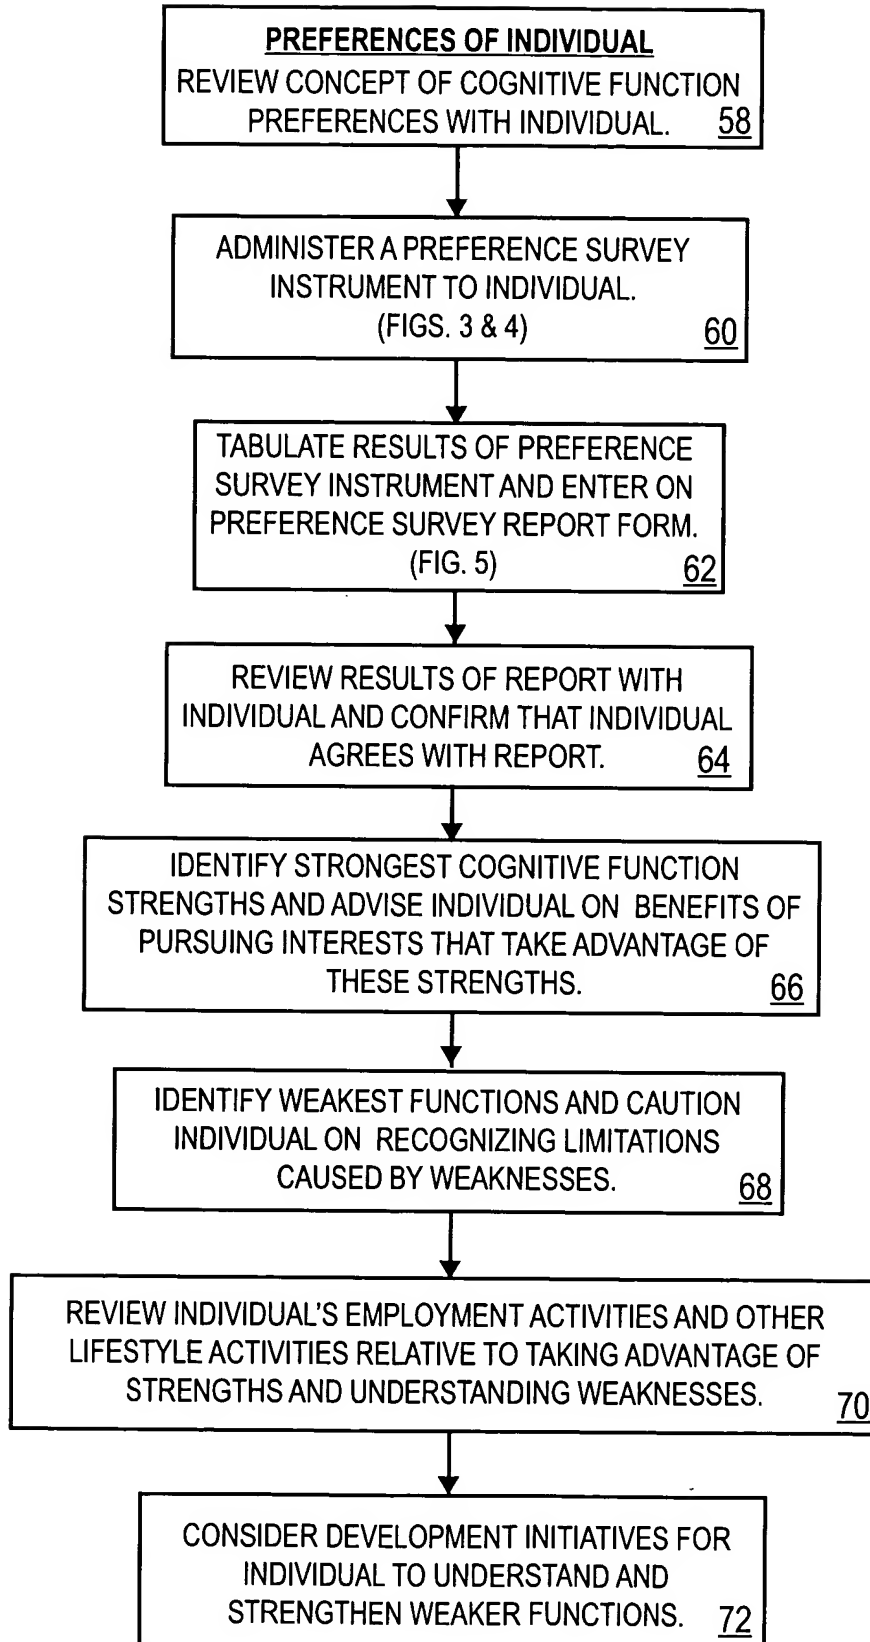 PREFERENCES OF INDIVIDUAL
REVIEW CONCEPT OF COGNITIVE FUNCTION
PREFERENCES WITH INDIVIDUAL. 58
ADMINISTER A PREFERENCE SURVEY
INSTRUMENT TO INDIVIDUAL.
(FIGS. 3 & 4) 60
TABULATE RESULTS OF PREFERENCE
SURVEY INSTRUMENT AND ENTER ON
PREFERENCE SURVEY REPORT FORM.
(FIG. 5) 62
REVIEW RESULTS OF REPORT WITH
INDIVIDUAL AND CONFIRM THAT INDIVIDUAL
AGREES WITH REPORT. 64
IDENTIFY STRONGEST COGNITIVE FUNCTION
STRENGTHS AND ADVISE INDIVIDUAL ON BENEFITS OF
PURSUING INTERESTS THAT TAKE ADVANTAGE OF
THESE STRENGTHS. 66
IDENTIFY WEAKEST FUNCTIONS AND CAUTION
INDIVIDUAL ON RECOGNIZING LIMITATIONS
CAUSED BY WEAKNESSES. 68
REVIEW INDIVIDUAL'S EMPLOYMENT ACTIVITIES AND OTHER
LIFESTYLE ACTIVITIES RELATIVE TO TAKING ADVANTAGE OF
STRENGTHS AND UNDERSTANDING WEAKNESSES. 70
CONSIDER DEVELOPMENT INITIATIVES FOR
INDIVIDUAL TO UNDERSTAND AND
STRENGTHEN WEAKER FUNCTIONS. 72